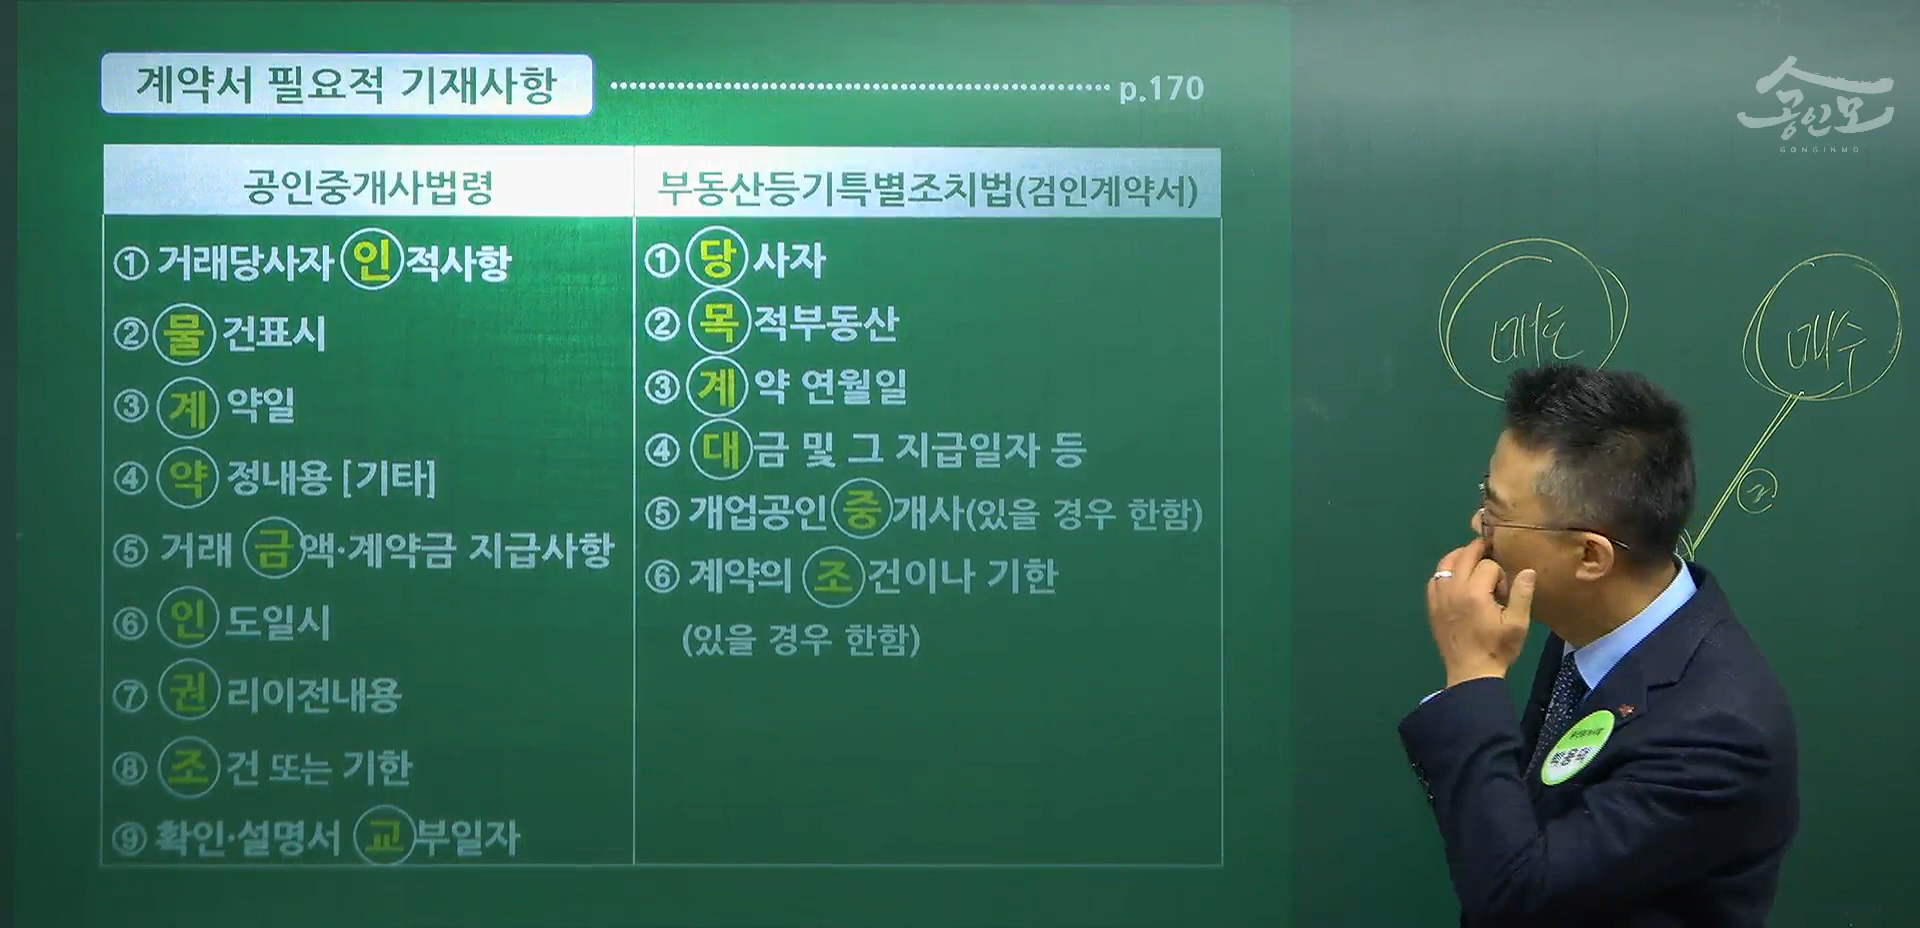 계약서 필요적 기재사항 p.170
공인중개사법령
① 거래당사자 인적사항
② 물건표시
③ 계약일
④ 약정내용 [기타]
⑤ 거래 금액·계약금 지급사항
⑥ 인도일시
⑦ 권리이전내용
⑧ 조건 또는 기한
⑨ 확인·설명서 교부일자
부동산등기특별조치법(검인계약서)
① 당사자
② 목적부동산
③ 계약 연월일
④ 대금 및 그 지급일자 등
⑤ 개업공인중개사(있을 경우 한함)
⑥ 계약의 조건이나 기한
(있을 경우 한함)
공인모
GONGINMO
매도
매수